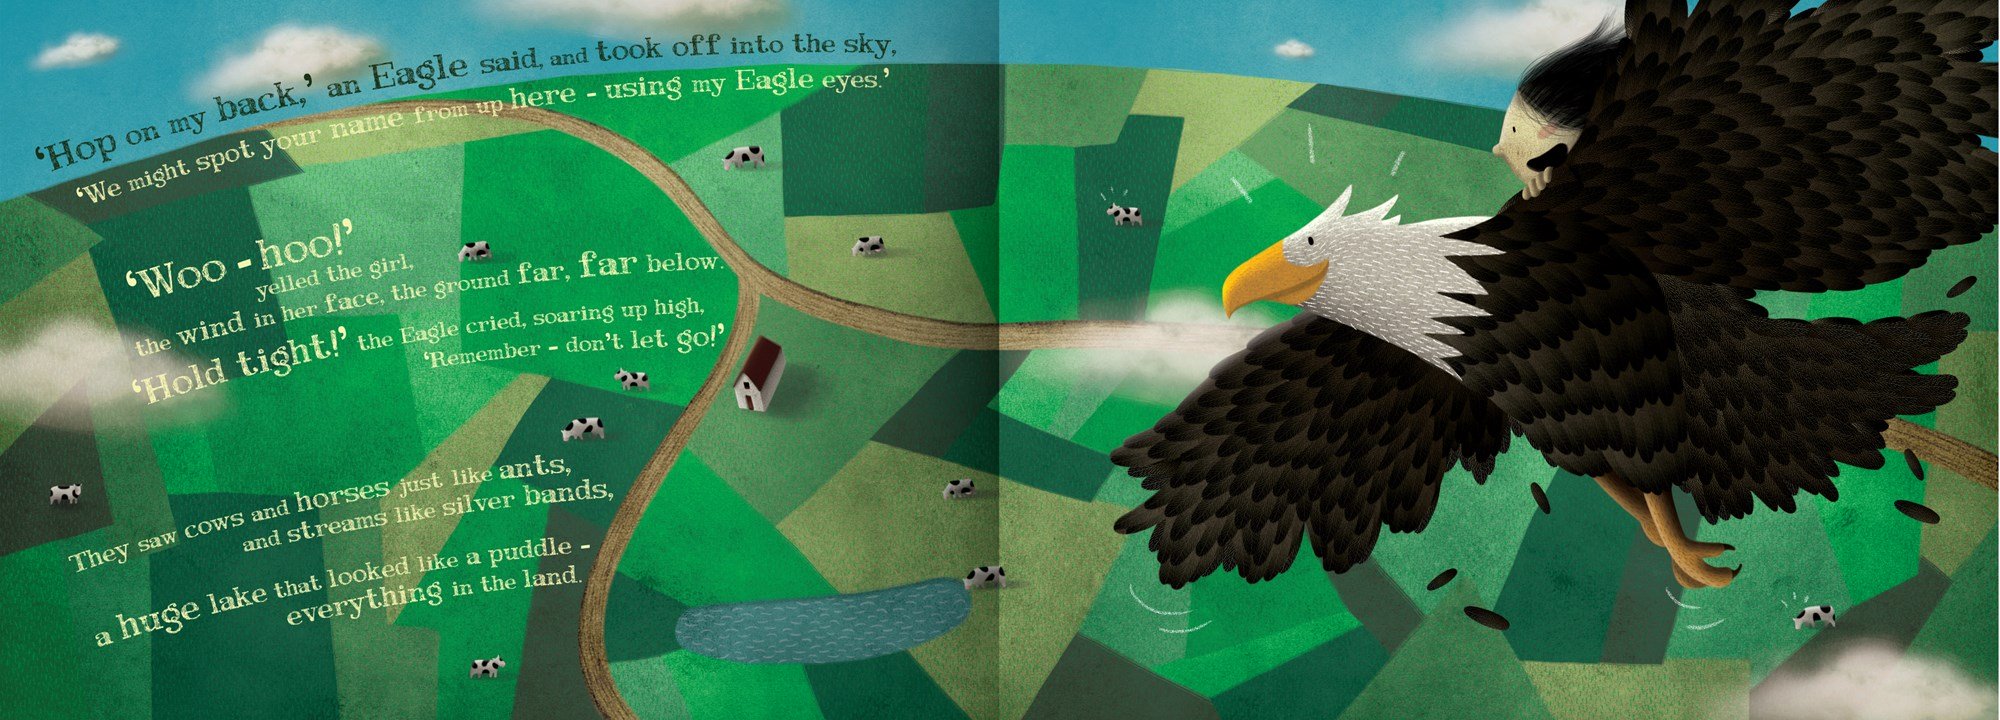 ‘Hop on my back,’ an Eagle said, and took off into the sky,
‘We might spot your name from up here - using my Eagle eyes.’
‘Woo - hoo!’
yelled the girl,
the wind in her face, the ground far, far below.
‘Hold tight!’ the Eagle cried, soaring up high,
‘Remember - don’t let go!’
They saw cows and horses just like ants,
and streams like silver bands,
a huge lake that looked like a puddle -
everything in the land.